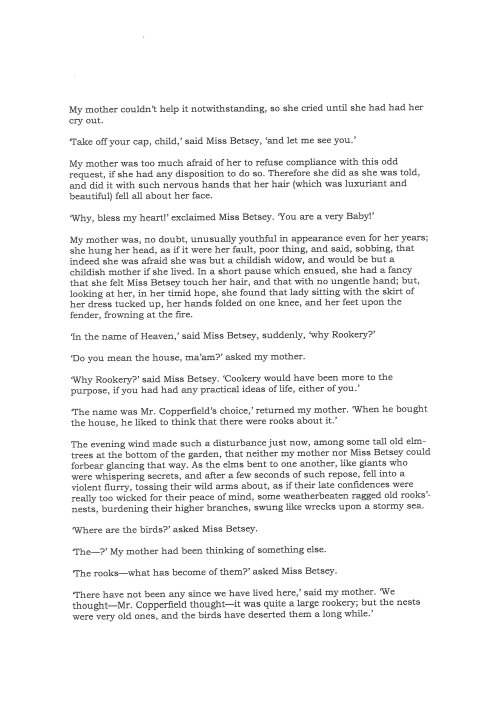 My mother couldn't help it notwithstanding, so she cried until she had had her
cry out.
'Take off your cap, child,' said Miss Betsey, 'and let me see you.'
My mother was too much afraid of her to refuse compliance with this odd
request, if she had any disposition to do so. Therefore she did as she was told,
and did it with such nervous hands that her hair (which was luxuriant and
beautiful) fell all about her face.
'Why, bless my heart!' exclaimed Miss Betsey. 'You are a very Baby!'
My mother was, no doubt, unusually youthful in appearance even for her years;
she hung her head, as if it were her fault, poor thing, and said, sobbing, that
indeed she was afraid she was but a childish widow, and would be but a
childish mother if she lived. In a short pause which ensued, she had a fancy
that she felt Miss Betsey touch her hair, and that with no ungentle hand; but,
looking at her, in her timid hope, she found that lady sitting with the skirt of
her dress tucked up, her hands folded on one knee, and her feet upon the
fender, frowning at the fire.
'In the name of Heaven,' said Miss Betsey, suddenly, 'why Rookery?'
'Do you mean the house, ma'am?' asked my mother.
'Why Rookery?' said Miss Betsey. 'Cookery would have been more to the
purpose, if you had had any practical ideas of life, either of you.'
'The name was Mr. Copperfield's choice,' returned my mother. 'When he bought
the house, he liked to think that there were rooks about it.'
The evening wind made such a disturbance just now, among some tall old elm-
trees at the bottom of the garden, that neither my mother nor Miss Betsey could
forbear glancing that way. As the elms bent to one another, like giants who
were whispering secrets, and after a few seconds of such repose, fell into a
violent flurry, tossing their wild arms about, as if their late confidences were
really too wicked for their peace of mind, some weatherbeaten ragged old rooks'-
nests, burdening their higher branches, swung like wrecks upon a stormy sea.
'Where are the birds?' asked Miss Betsey.
'The—?' My mother had been thinking of something else.
'The rooks—what has become of them?' asked Miss Betsey.
'There have not been any since we have lived here,' said my mother. 'We
thought—Mr. Copperfield thought—it was quite a large rookery; but the nests
were very old ones, and the birds have deserted them a long while.'